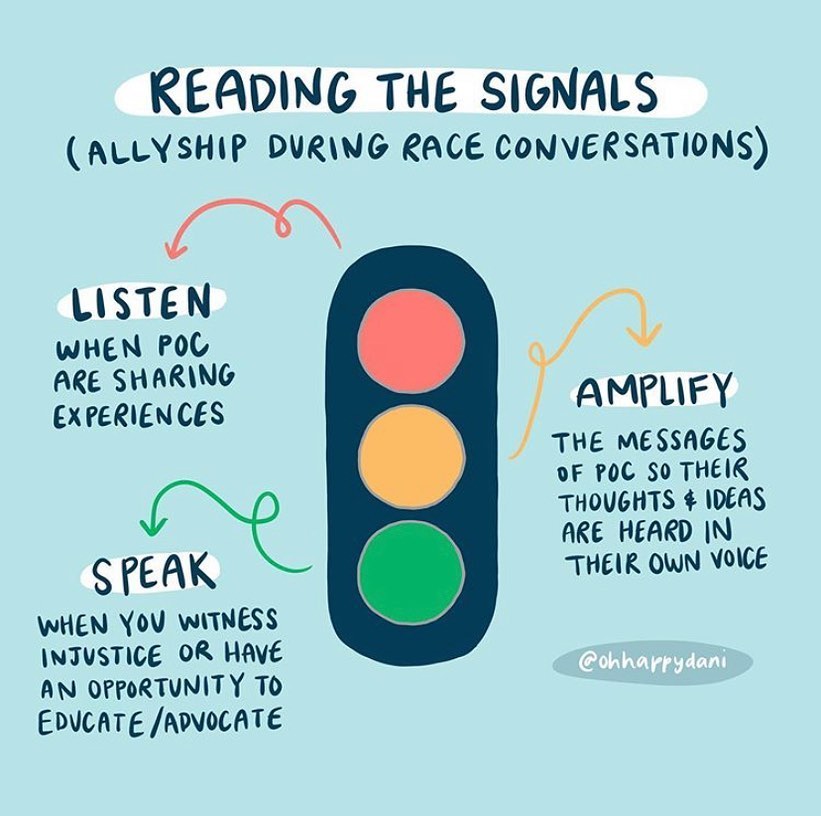 READING THE SIGNALS
(ALLYSHIP DURING RACE CONVERSATIONS)
LISTEN
WHEN POC
ARE SHARING
EXPERIENCES
AMPLIFY
THE MESSAGES
OF POC SO THEIR
THOUGHTS & IDEAS
ARE HEARD IN
THEIR OWN VOICE
SPEAK
WHEN YOU WITNESS
INJUSTICE OR HAVE
AN OPPORTUNITY TO
EDUCATE/ADVOCATE
@ohhappydani